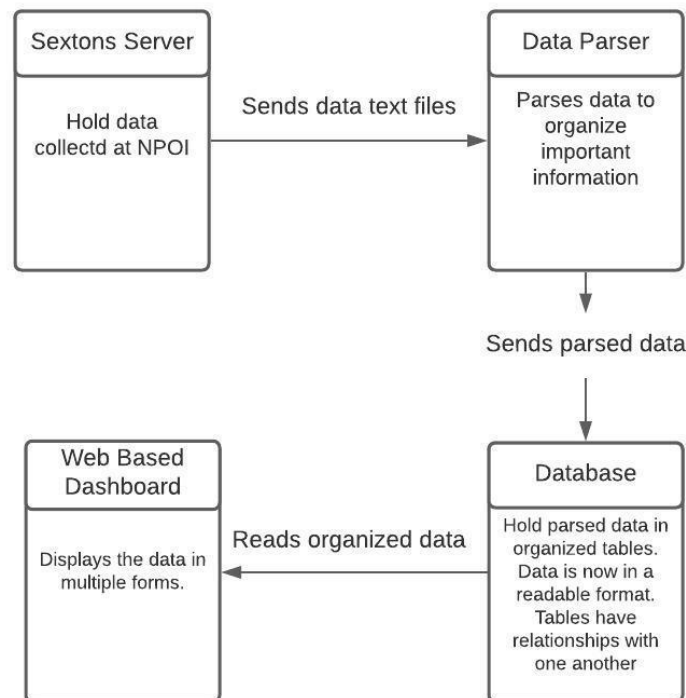 Sextons Server
Hold data
collectd at NPOI
Sends data text files
Data Parser
Parses data to
organize
important
information
Sends parsed data
Database
Hold parsed data in
organized tables.
Data is now in a
readable format.
Tables have
relationships with
one another
Reads organized data
Web Based
Dashboard
Displays the data in
multiple forms.